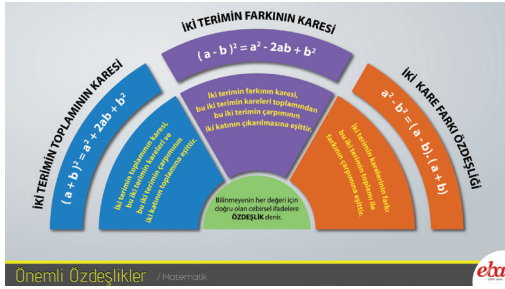 İKİ TERİMİN TOPLAMININ KARESİ
( a + b )² = a² + 2ab + b²
İki terimin toplamının karesi,
bu iki terimin kareleri ve
bu iki terimin çarpımının
iki katının toplamına eşittir.
İKİ TERİMİN FARKININ KARESİ
( a - b )² = a² - 2ab + b²
İki terimin farkının karesi,
bu iki terimin kareleri toplamından
bu iki terimin çarpımının
iki katının çıkarılmasına eşittir.
İKİ KARE FARKI ÖZDEŞLİĞİ
a² - b² = (a - b). (a + b)
İki terimin karelerinin farkı
bu iki terimin toplamı ile
farkının çarpımına eşittir.
Bilinmeyenin her değeri için
doğru olan cebirsel ifadelere
ÖZDEŞLİK denir.
Önemli Özdeşlikler / Matematik
eba